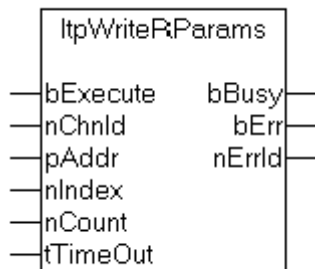 ItpWriteRParams
bExecute bBusy
nChnId bErr
pAddr nErrId
nIndex
nCount
tTimeOut